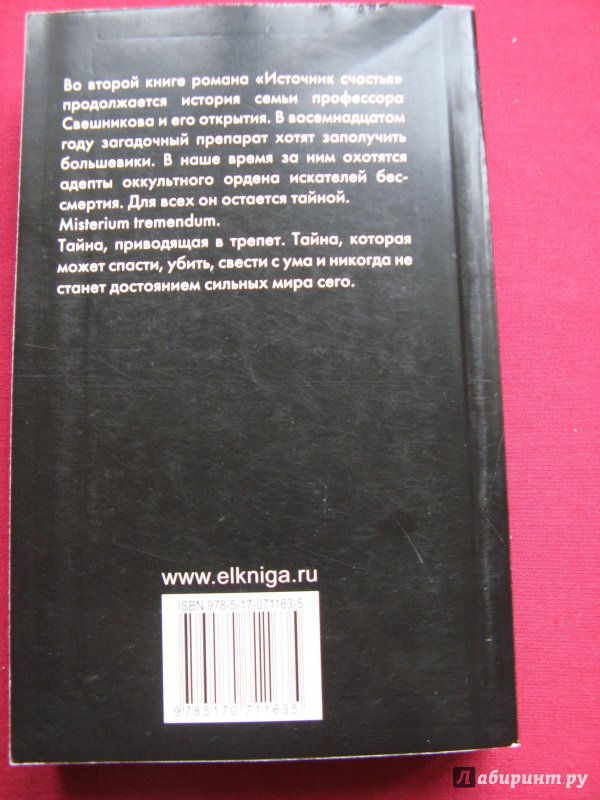 Во второй книге романа «Источник счастья»
продолжается история семьи профессора
Свешникова и его открытия. В восемнадцатом
году загадочный препарат хотят заполучить
большевики. В наше время за ним охотятся
адепты оккультного ордена искателей бес-
смертия. Для всех он остается тайной.
Misterium tremendum.
Тайна, приводящая в трепет. Тайна, которая
может спасти, убить, свести с ума и никогда не
станет достоянием сильных мира сего.
www.elkniga.ru
ISBN 978-5-17-071163-5
9785170 711635
Лабиринт.ру